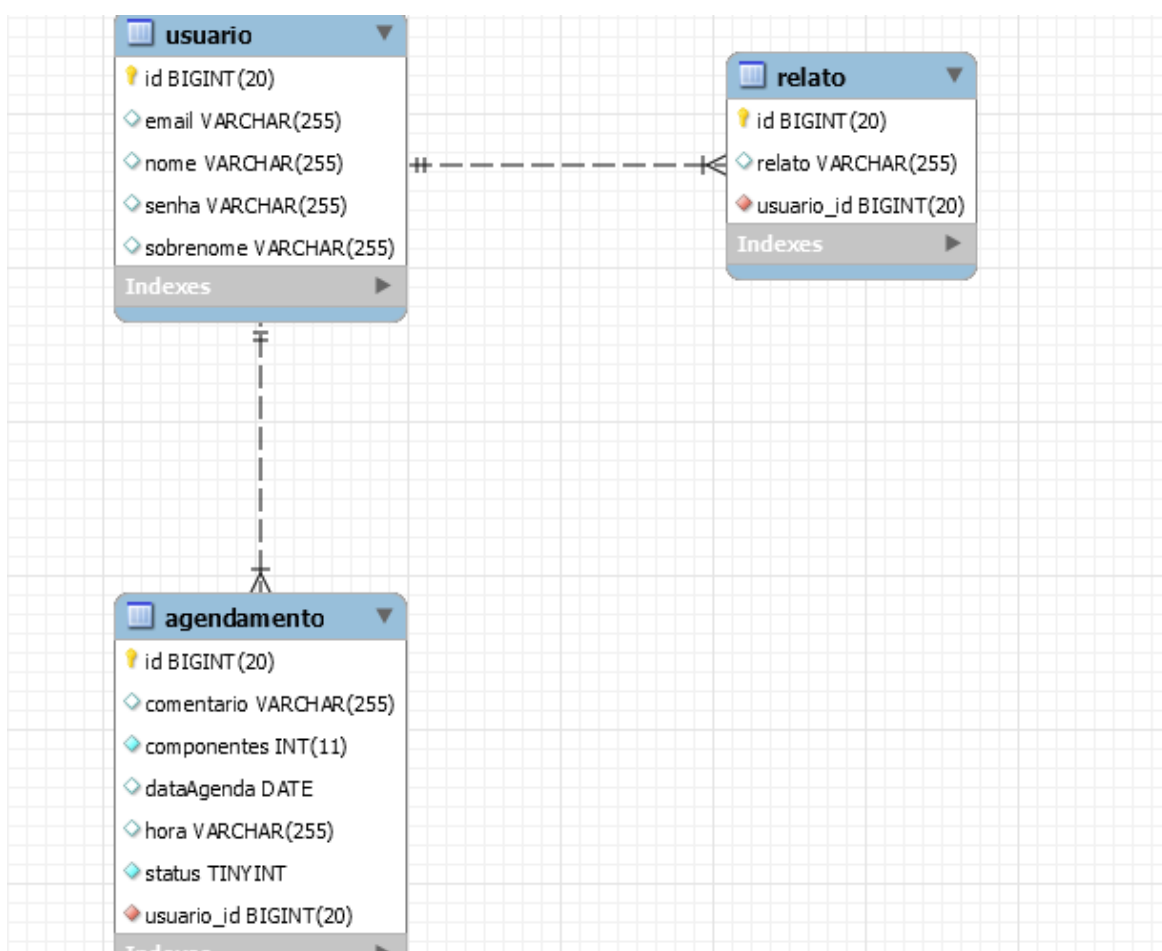 usuario
id BIGINT(20)
email VARCHAR(255)
nome VARCHAR(255)
senha VARCHAR(255)
sobrenome VARCHAR(255)
Indexes
relato
id BIGINT(20)
relato VARCHAR(255)
usuario_id BIGINT(20)
Indexes
agendamento
id BIGINT(20)
comentario VARCHAR(255)
componentes INT(11)
dataAgenda DATE
hora VARCHAR(255)
status TINYINT
usuario_id BIGINT(20)
Indexes